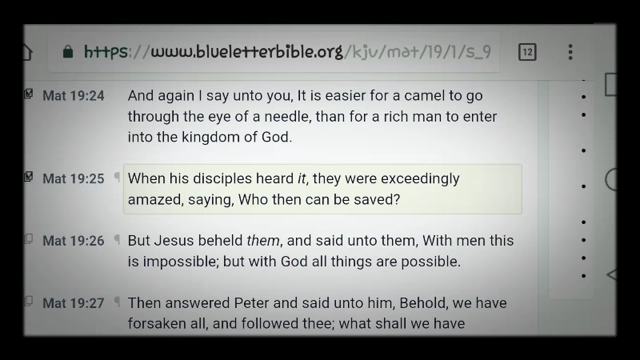 https://www.blueletterbible.org/kjv/mat/19/1/s_9
12
Mat 19:24 And again I say unto you, It is easier for a camel to go
through the eye of a needle, than for a rich man to enter
into the kingdom of God.
Mat 19:25 ¶ When his disciples heard it, they were exceedingly
amazed, saying, Who then can be saved?
Mat 19:26 ¶ But Jesus beheld them, and said unto them, With men this
is impossible; but with God all things are possible.
Mat 19:27 ¶ Then answered Peter and said unto him, Behold, we have
forsaken all, and followed thee; what shall we have